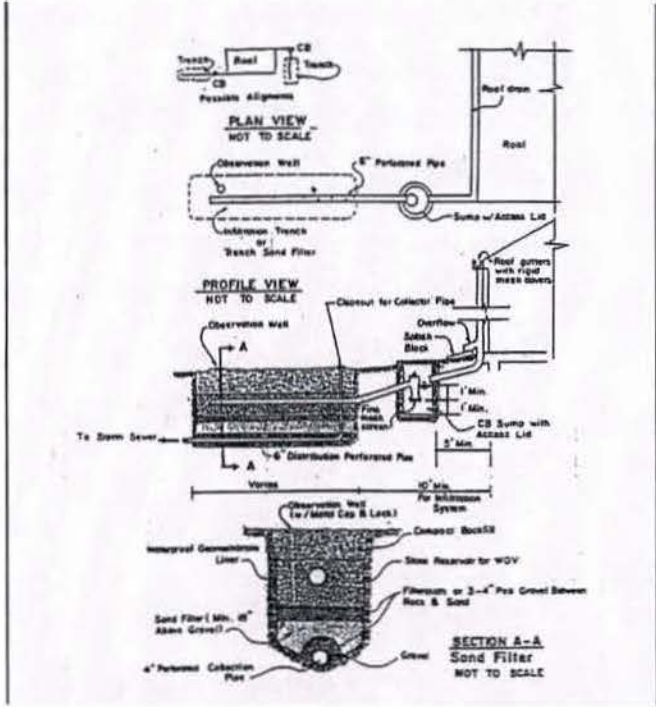 CB
Trench
Roof
Trench
CB
Possible Alignments
PLAN VIEW
NOT TO SCALE
Roof drain
Roof
Observation Well
6" Perforated Pipe
Sump w/Access Lid
Infiltration Trench
or
Trench Sand Filter
Roof gutters
with rigid
mesh covers
PROFILE VIEW
NOT TO SCALE
Cleanout for Collector Pipe
Observation Well
Overflow
Splash
Block
A
1' Min.
1' Min.
Fine
mesh
screen
CB Sump with
Access Lid
To Storm Sewer
5' Min.
6" Distribution Perforated Pipe
A
Varies
10' Min.
For Infiltration
System
Observation Well
(w/Metal Cap & Lock)
Compact Backfill
Waterproof Geomembrane
Liner
Stone Reservoir for WQV
Filtercloth or 3-4" Pea Gravel Between
Rock & Sand
Sand Filter (Min. 18"
Above Gravel)
Gravel
SECTION A-A
Sand Filter
NOT TO SCALE
4" Perforated Collection
Pipe